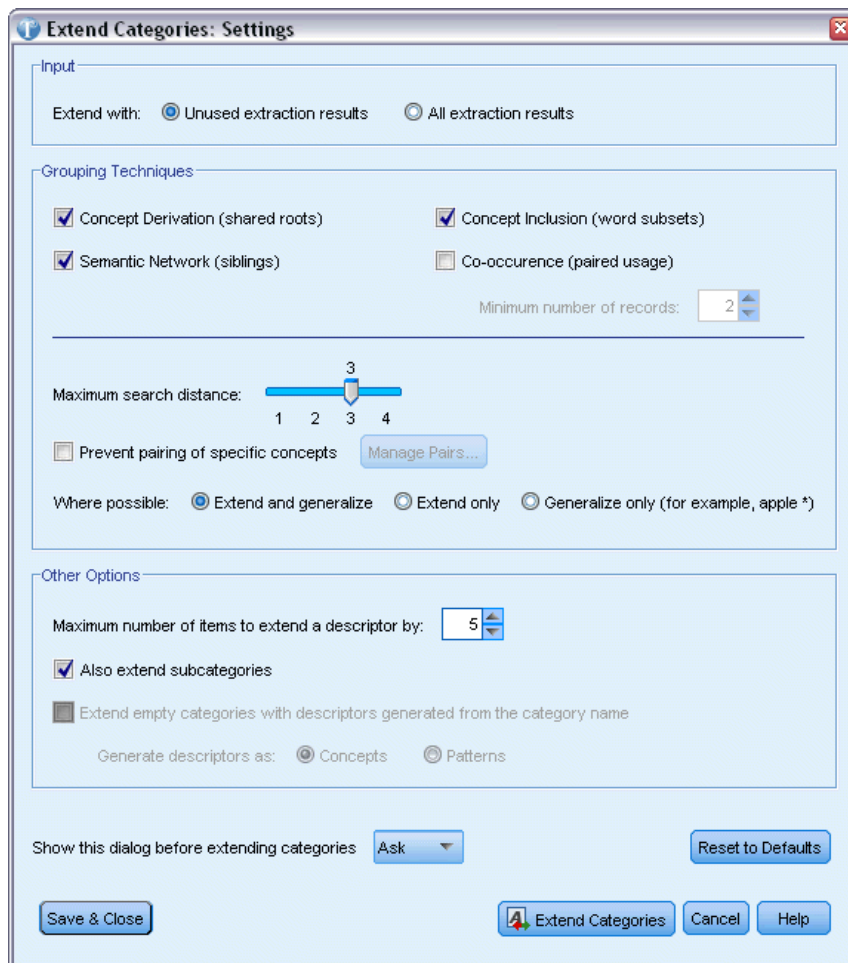 Extend Categories: Settings
Input
Extend with: Unused extraction results All extraction results
Grouping Techniques
Concept Derivation (shared roots) Concept Inclusion (word subsets)
Semantic Network (siblings) Co-occurence (paired usage)
Minimum number of records: 2
3
Maximum search distance:
1 2 3 4
Prevent pairing of specific concepts Manage Pairs...
Where possible: Extend and generalize Extend only Generalize only (for example, apple *)
Other Options
Maximum number of items to extend a descriptor by: 5
Also extend subcategories
Extend empty categories with descriptors generated from the category name
Generate descriptors as: Concepts Patterns
Show this dialog before extending categories Ask Reset to Defaults
Save & Close Extend Categories Cancel Help